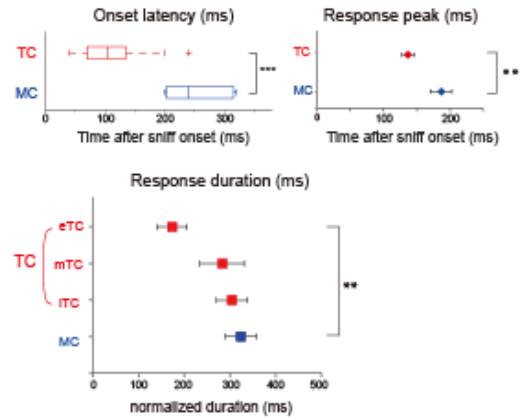 Onset latency (ms)
TC
MC
***
0 100 200 300
Time after sniff onset (ms)
Response peak (ms)
TC
MC
**
0 100 200
Time after sniff onset (ms)
Response duration (ms)
TC
eTC
mTC
lTC
MC
**
0 100 200 300 400 500
normalized duration (ms)